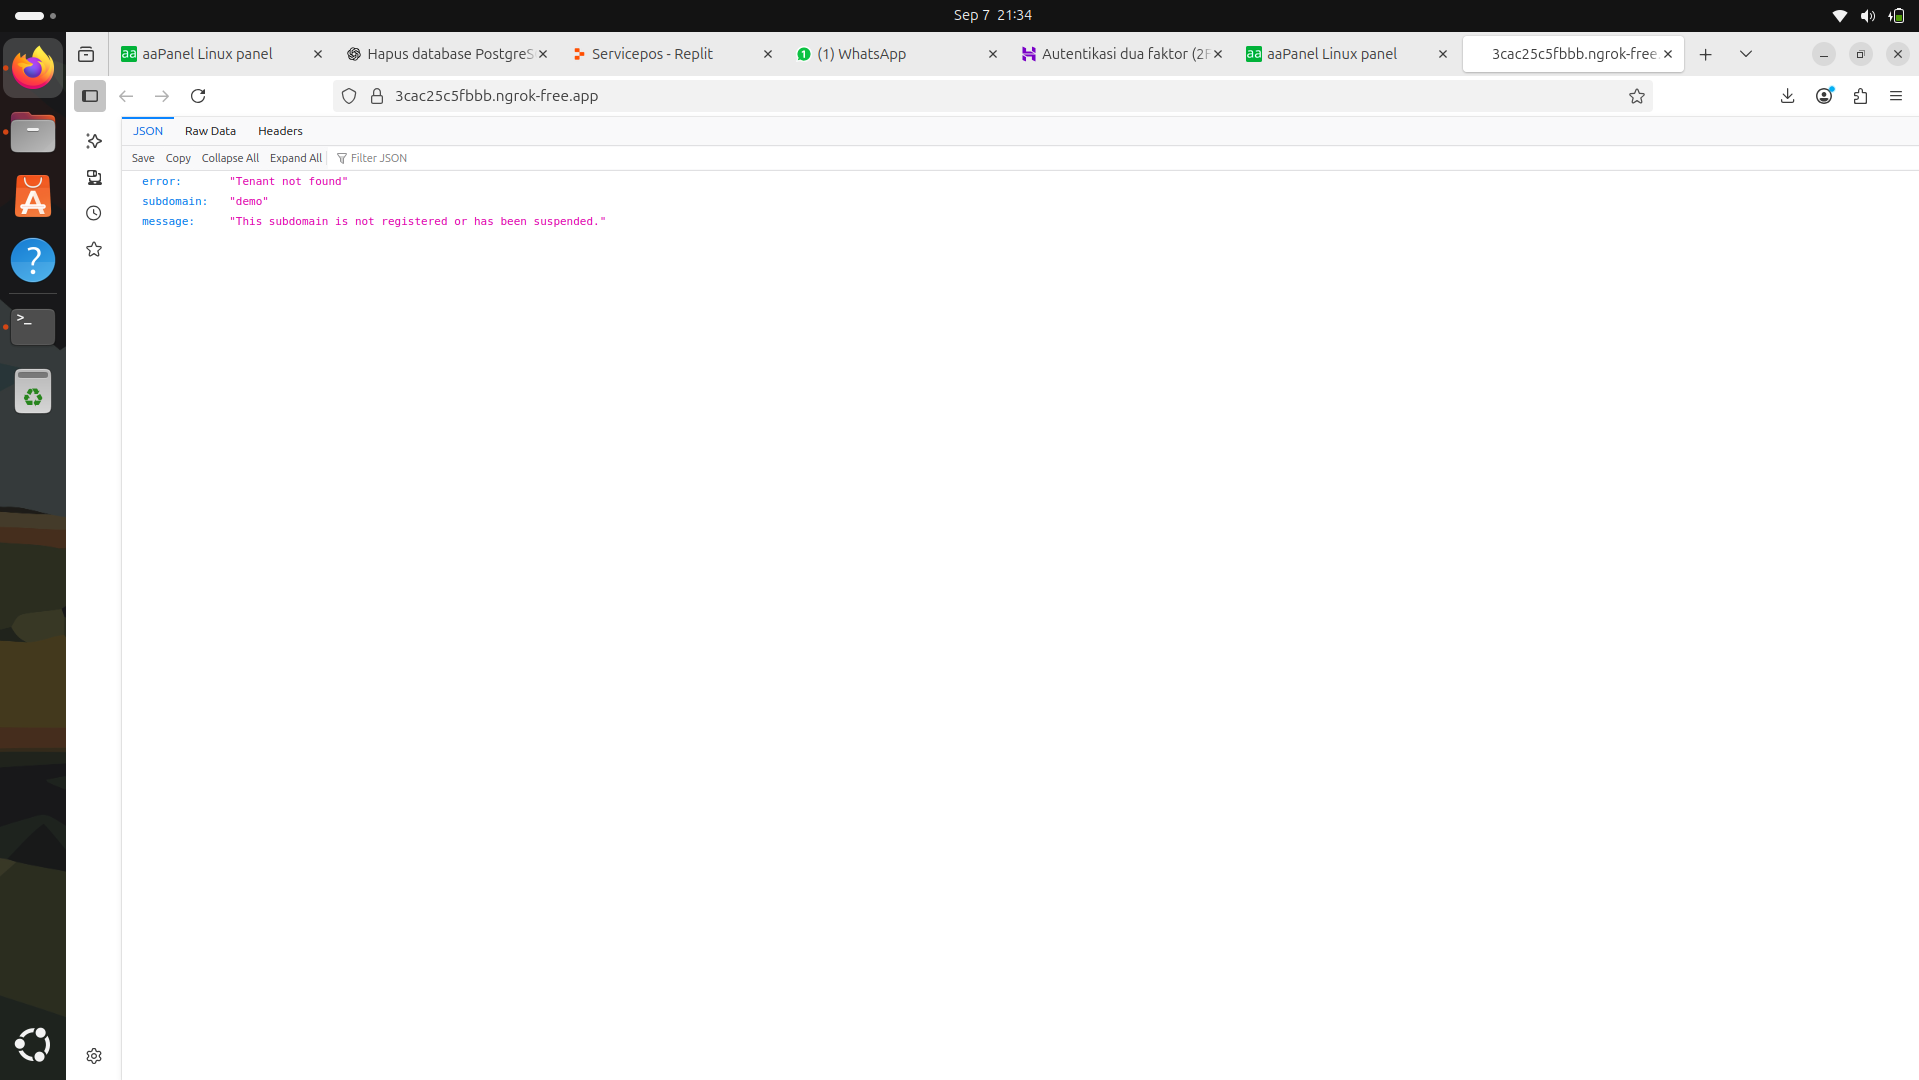 Sep 7 21:34
aaPanel Linux panel
Hapus database PostgreS
Servicepos - Replit
(1) WhatsApp
Autentikasi dua faktor (2F
aaPanel Linux panel
3cac25c5fbbb.ngrok-free.
3cac25c5fbbb.ngrok-free.app
JSON Raw Data Headers
Save Copy Collapse All Expand All Filter JSON
error: "Tenant not found"
subdomain: "demo"
message: "This subdomain is not registered or has been suspended."